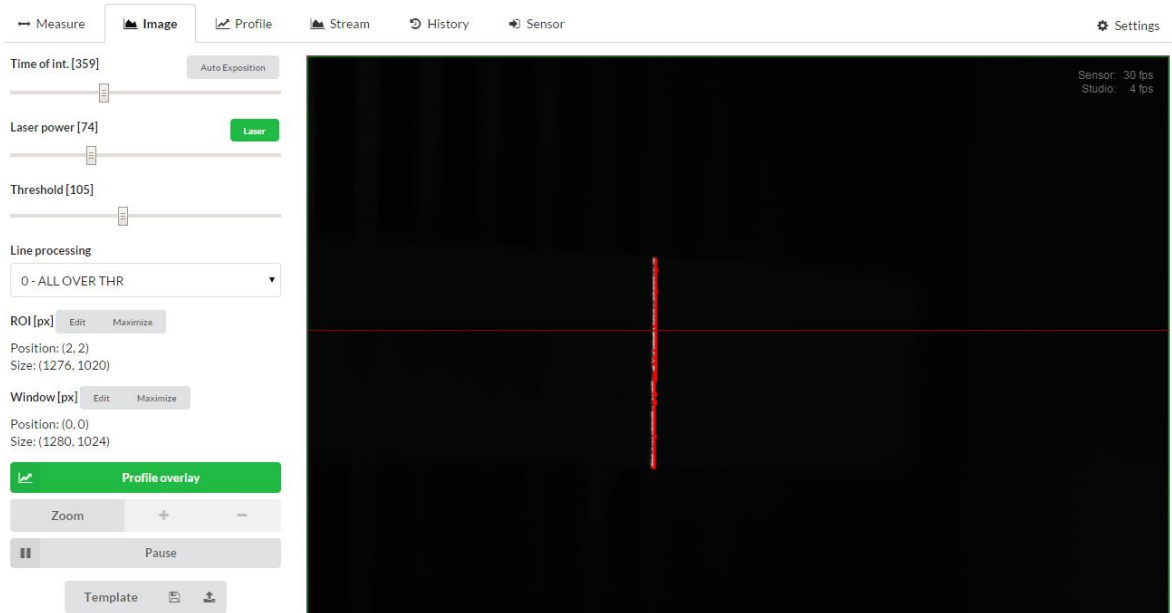 Measure Image Profile Stream History Sensor Settings
Time of int. [359] Auto Exposition
Laser power [74] Laser
Threshold [105]
Line processing
0 - ALL OVER THR
ROI [px] Edit Maximize
Position: (2, 2)
Size: (1276, 1020)
Window [px] Edit Maximize
Position: (0, 0)
Size: (1280, 1024)
Profile overlay
Zoom + −
Pause
Template
Sensor: 30 fps
Studio: 4 fps